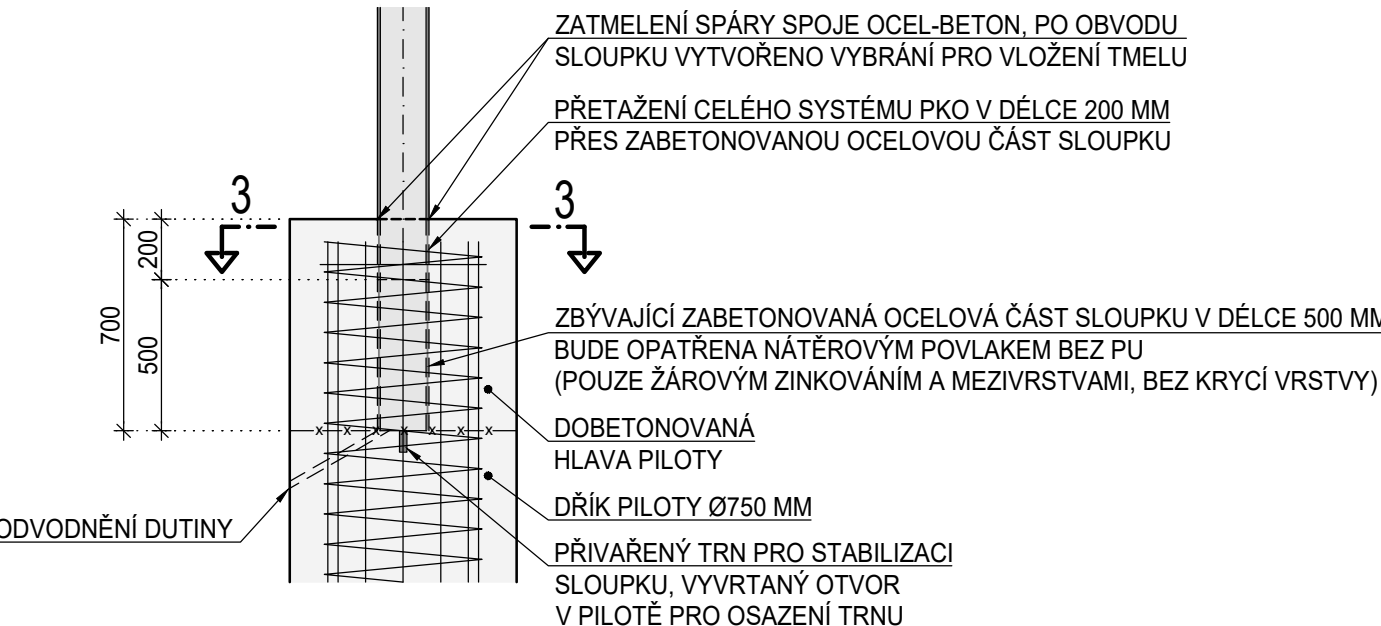 ZATMELENÍ SPÁRY SPOJE OCEL-BETON, PO OBVODU
SLOUPKU VYTVOŘENO VYBRÁNÍ PRO VLOŽENÍ TMELU
PŘETAŽENÍ CELÉHO SYSTÉMU PKO V DÉLCE 200 MM
PŘES ZABETONOVANOU OCELOVOU ČÁST SLOUPKU
3
3
200
700
500
ZBÝVAJÍCÍ ZABETONOVANÁ OCELOVÁ ČÁST SLOUPKU V DÉLCE 500 MM
BUDE OPATŘENA NÁTĚROVÝM POVLAKEM BEZ PU
(POUZE ŽÁROVÝM ZINKOVÁNÍM A MEZIVRSTVAMI, BEZ KRYCÍ VRSTVY)
DOBETONOVANÁ
HLAVA PILOTY
DŘÍK PILOTY Ø750 MM
ODVODNĚNÍ DUTINY
PŘIVAŘENÝ TRN PRO STABILIZACI
SLOUPKU, VYVRTANÝ OTVOR
V PILOTĚ PRO OSAZENÍ TRNU